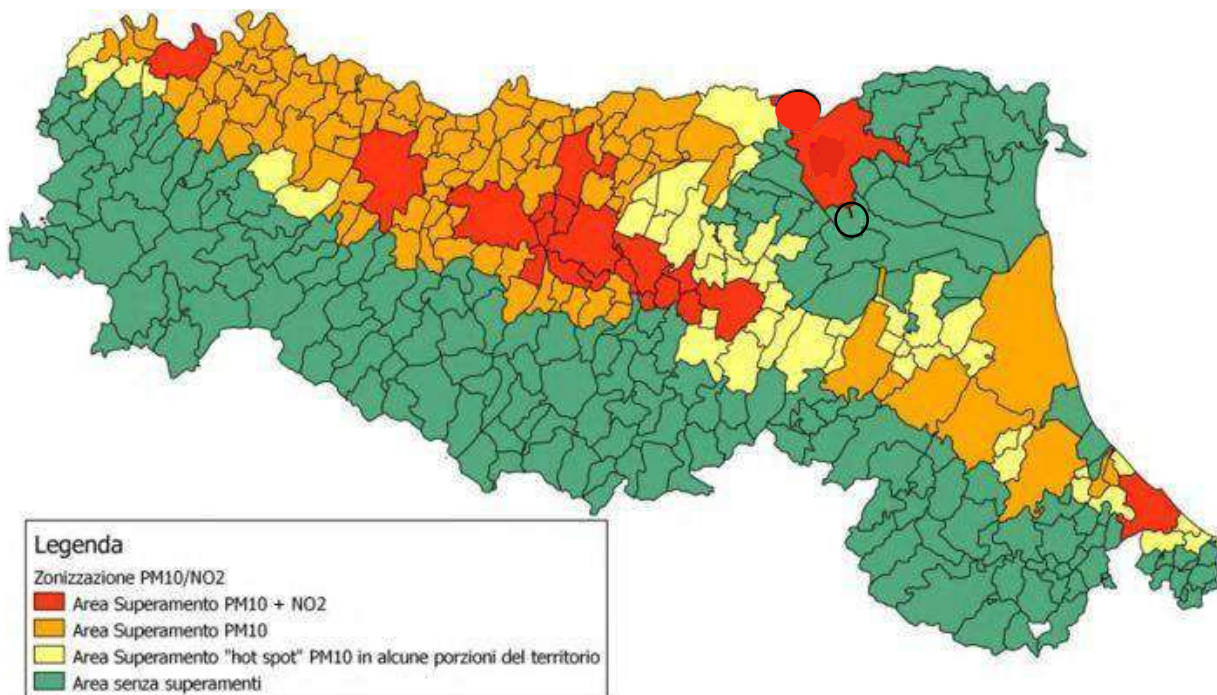 Legenda
Zonizzazione PM10/NO2
Area Superamento PM10 + NO2
Area Superamento PM10
Area Superamento "hot spot" PM10 in alcune porzioni del territorio
Area senza superamenti